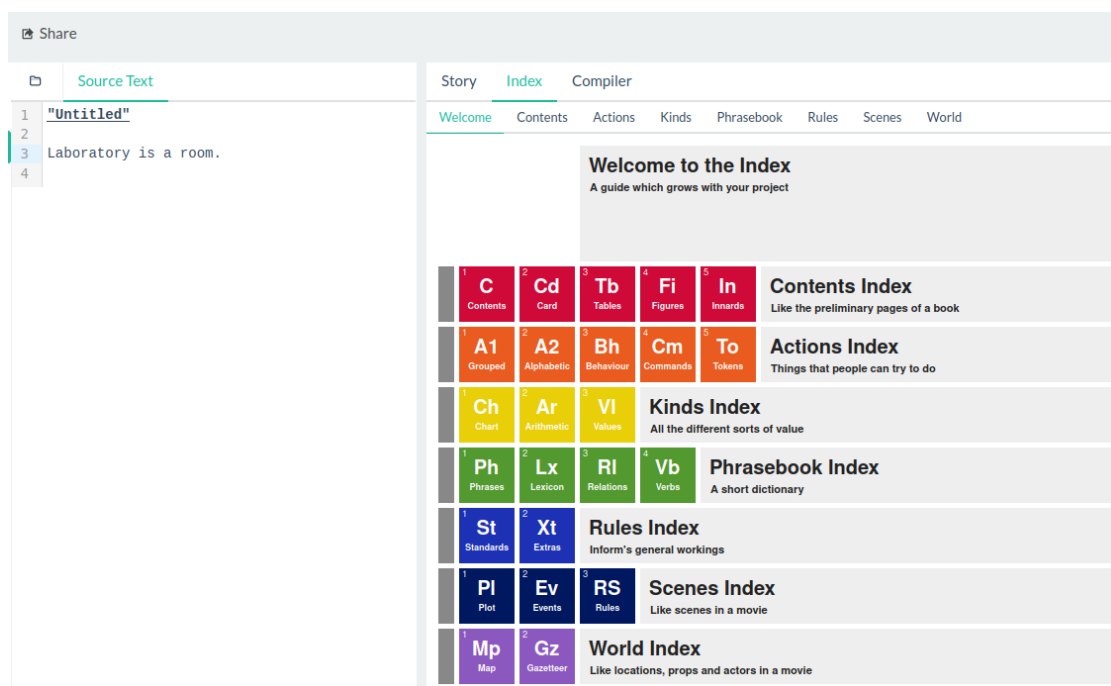 Share
Source Text
1 "Untitled"
2
3 Laboratory is a room.
4
Story Index Compiler
Welcome Contents Actions Kinds Phrasebook Rules Scenes World
Welcome to the Index
A guide which grows with your project
1 2 3 4 5
C Cd Tb Fi In
Contents Card Tables Figures Innards
Contents Index
Like the preliminary pages of a book
1 2 3 4 5
A1 A2 Bh Cm To
Grouped Alphabetic Behaviour Commands Tokens
Actions Index
Things that people can try to do
1 2 3
Ch Ar Vl
Chart Arithmetic Values
Kinds Index
All the different sorts of value
1 2 3 4
Ph Lx Rl Vb
Phrases Lexicon Relations Verbs
Phrasebook Index
A short dictionary
1 2
St Xt
Standards Extras
Rules Index
Inform's general workings
1 2 3
Pl Ev RS
Plot Events Rules
Scenes Index
Like scenes in a movie
1 2
Mp Gz
Map Gazetteer
World Index
Like locations, props and actors in a movie